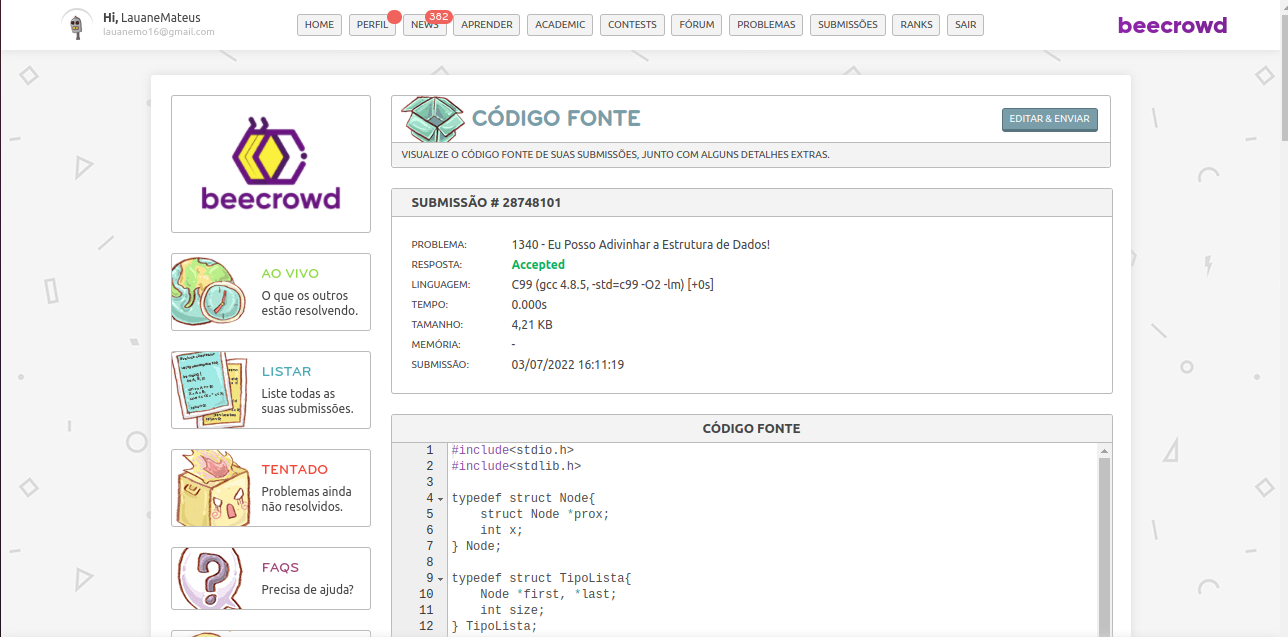 Hi, LauaneMateus
lauanemo16@gmail.com
HOME
PERFIL
NEWS
382
APRENDER
ACADEMIC
CONTESTS
FÓRUM
PROBLEMAS
SUBMISSÕES
RANKS
SAIR
beecrowd
beecrowd
AO VIVO
O que os outros
estão resolvendo.
LISTAR
Liste todas as
suas submissões.
TENTADO
Problemas ainda
não resolvidos.
FAQS
Precisa de ajuda?
CÓDIGO FONTE
EDITAR & ENVIAR
VISUALIZE O CÓDIGO FONTE DE SUAS SUBMISSÕES, JUNTO COM ALGUNS DETALHES EXTRAS.
SUBMISSÃO # 28748101
PROBLEMA: 1340 - Eu Posso Adivinhar a Estrutura de Dados!
RESPOSTA: Accepted
LINGUAGEM: C99 (gcc 4.8.5, -std=c99 -O2 -lm) [+0s]
TEMPO: 0.000s
TAMANHO: 4,21 KB
MEMÓRIA: -
SUBMISSÃO: 03/07/2022 16:11:19
CÓDIGO FONTE
1 #include<stdio.h>
2 #include<stdlib.h>
3
4 typedef struct Node{
5 struct Node *prox;
6 int x;
7 } Node;
8
9 typedef struct TipoLista{
10 Node *first, *last;
11 int size;
12 } TipoLista;